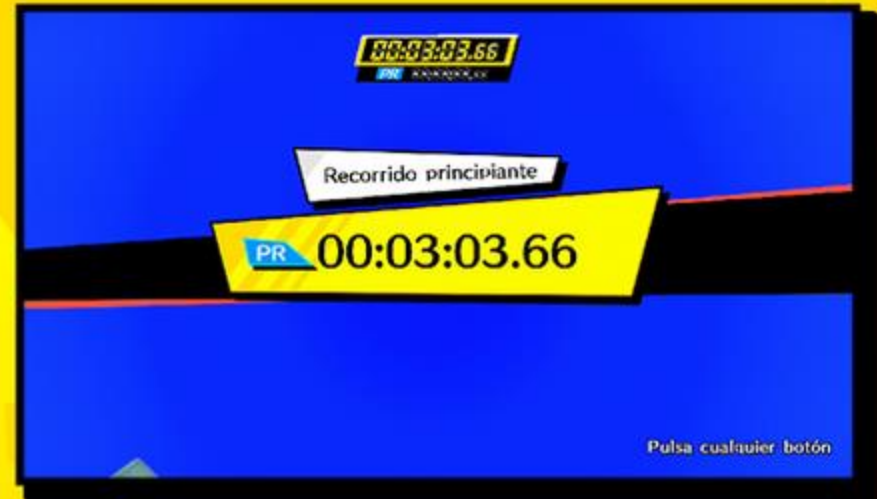 00:03:03.66
PR
Recorrido principiante
PR 00:03:03.66
Pulsa cualquier botón